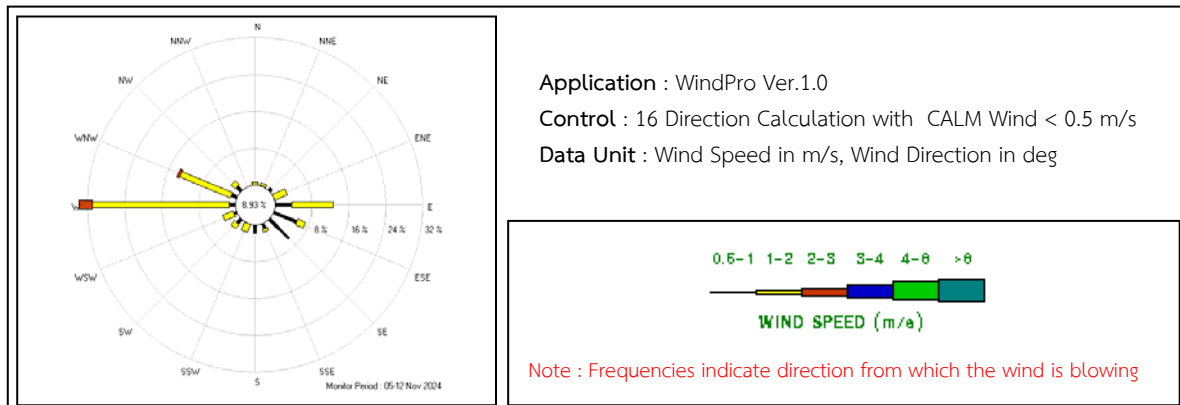 N
NNW
NNE
NW
NE
WNW
ENE
W
8.93 %
E
8 %
16 %
24 %
32 %
WSW
ESE
SW
SE
SSW
SSE
S
Monitor Period : 05-12 Nov 2024
Application : WindPro Ver.1.0
Control : 16 Direction Calculation with CALM Wind < 0.5 m/s
Data Unit : Wind Speed in m/s, Wind Direction in deg
0.5-1 1-2 2-3 3-4 4-6 >6
WIND SPEED (m/s)
Note : Frequencies indicate direction from which the wind is blowing